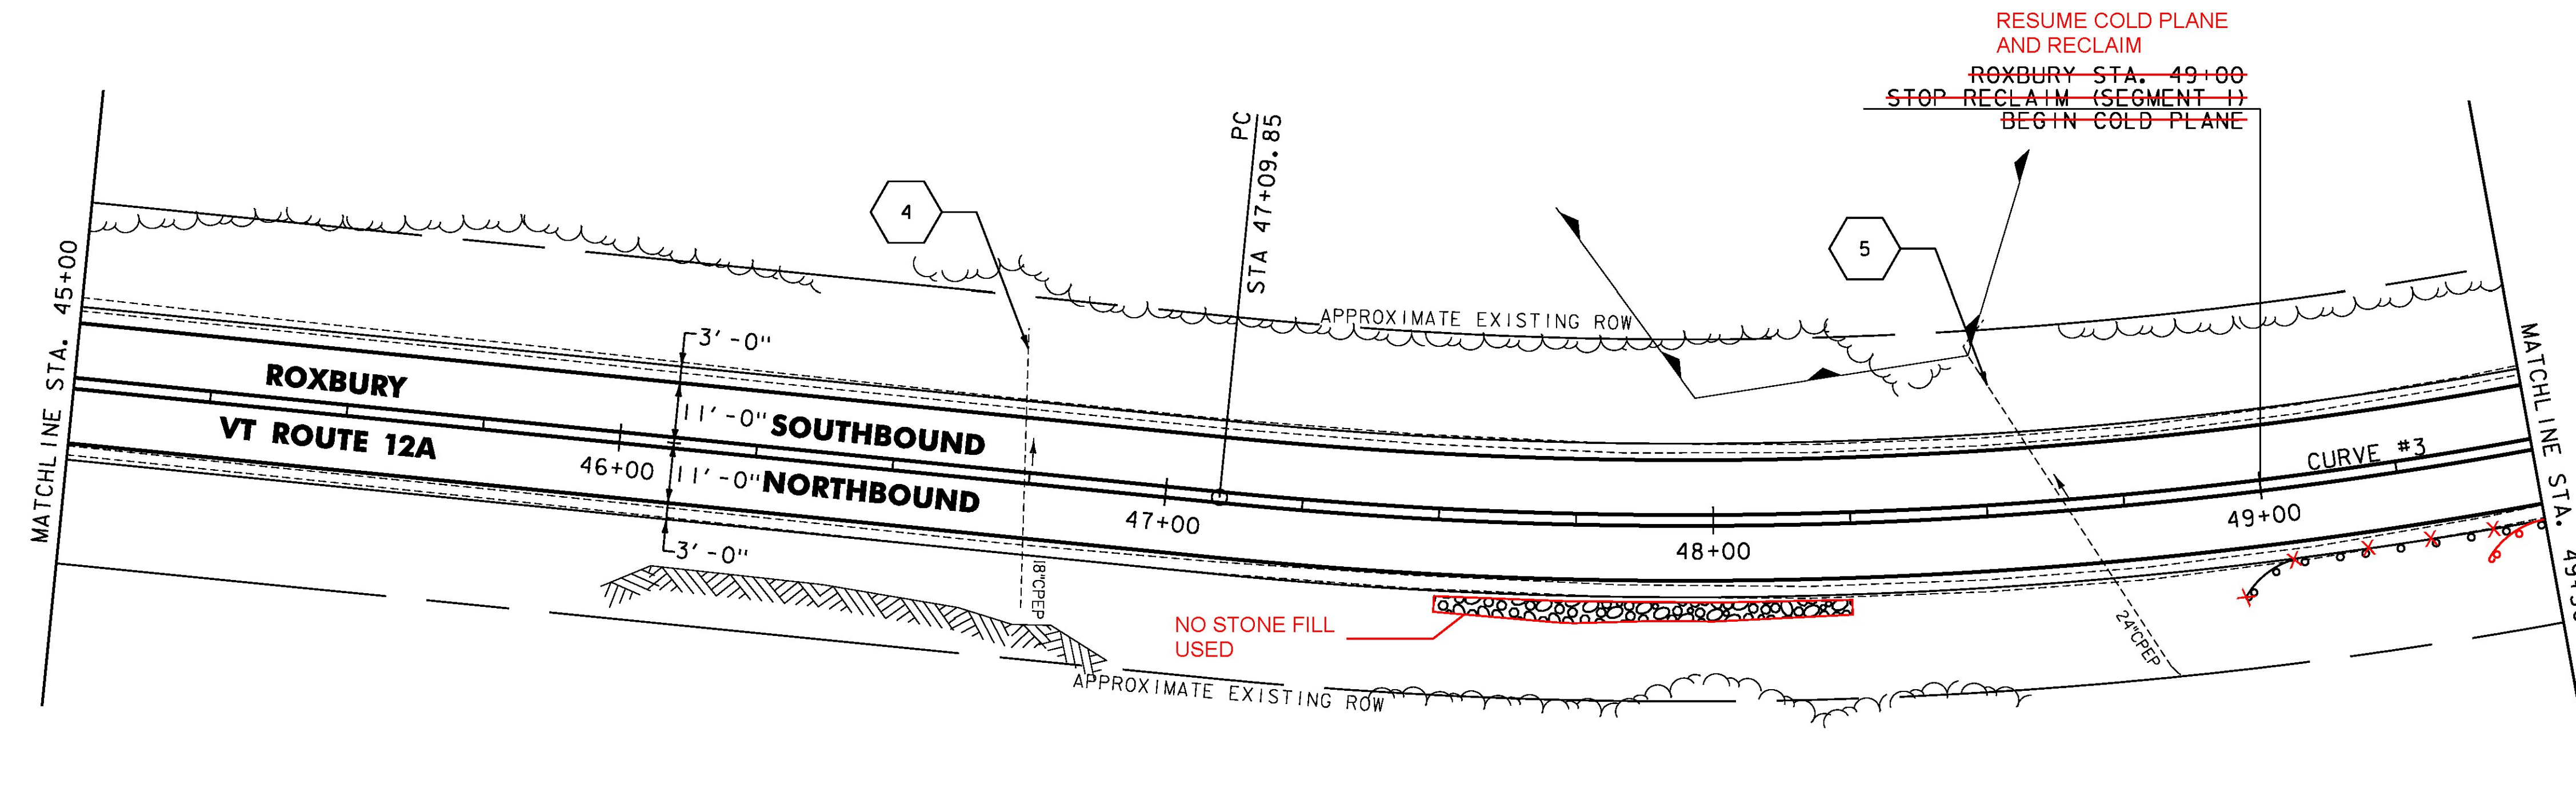 RESUME COLD PLANE
AND RECLAIM
ROXBURY STA. 49+00
STOP RECLAIM (SEGMENT 1)
BEGIN COLD PLANE
PC
STA 47+09.85
4
5
MATCHLINE STA. 45+00
APPROXIMATE EXISTING ROW
3'-0"
ROXBURY
11'-0" SOUTHBOUND
VT ROUTE 12A
46+00
11'-0" NORTHBOUND
CURVE #3
47+00
48+00
49+00
3'-0"
18"CPEP
24"CPEP
NO STONE FILL
USED
APPROXIMATE EXISTING ROW
MATCHLINE STA.